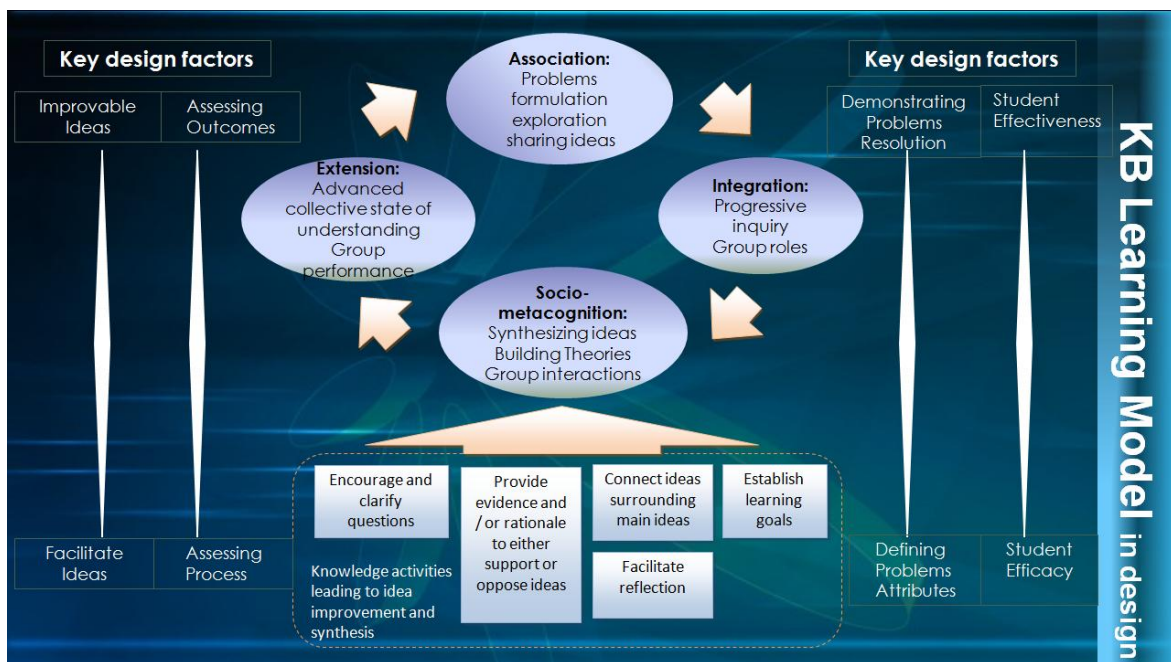 Key design factors
Improvable
Ideas
Assessing
Outcomes
Association:
Problems
formulation
exploration
sharing ideas
Key design factors
Demonstrating
Problems
Resolution
Student
Effectiveness
Extension:
Advanced
collective state of
understanding
Group
performance
Integration:
Progressive
inquiry
Group roles
Socio-
metacognition:
Synthesizing ideas
Building Theories
Group interactions
Encourage and
clarify
questions
Provide
evidence and
/ or rationale
to either
support or
oppose ideas
Connect ideas
surrounding
main ideas
Establish
learning
goals
Facilitate
reflection
Knowledge activities
leading to idea
improvement and
synthesis
Facilitate
Ideas
Assessing
Process
Defining
Problems
Attributes
Student
Efficacy
KB Learning Model in design